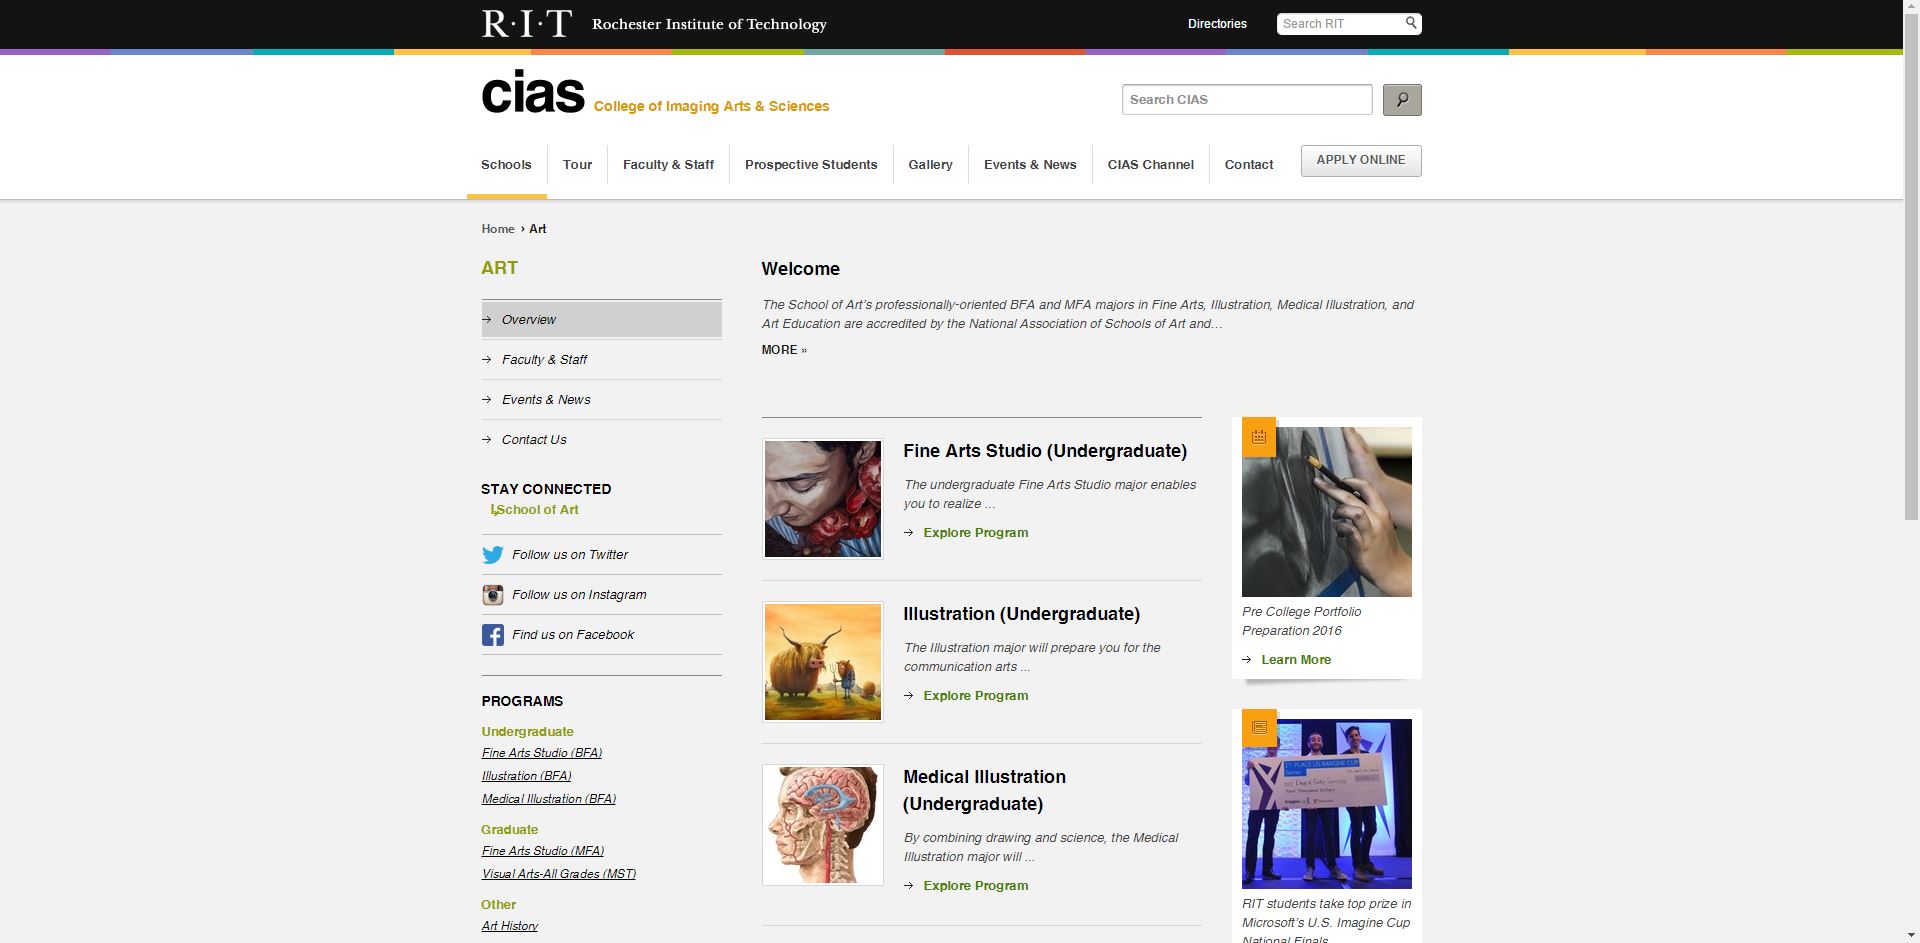 R·I·T Rochester Institute of Technology
Directories
Search RIT
cias College of Imaging Arts & Sciences
Search CIAS
Schools
Tour
Faculty & Staff
Prospective Students
Gallery
Events & News
CIAS Channel
Contact
APPLY ONLINE
Home › Art
ART
Overview
Faculty & Staff
Events & News
Contact Us
STAY CONNECTED
School of Art
Follow us on Twitter
Follow us on Instagram
Find us on Facebook
PROGRAMS
Undergraduate
Fine Arts Studio (BFA)
Illustration (BFA)
Medical Illustration (BFA)
Graduate
Fine Arts Studio (MFA)
Visual Arts-All Grades (MST)
Other
Art History
Welcome
The School of Art's professionally-oriented BFA and MFA majors in Fine Arts, Illustration, Medical Illustration, and
Art Education are accredited by the National Association of Schools of Art and…
MORE »
Fine Arts Studio (Undergraduate)
The undergraduate Fine Arts Studio major enables
you to realize ...
Explore Program
Illustration (Undergraduate)
The Illustration major will prepare you for the
communication arts ...
Explore Program
Medical Illustration
(Undergraduate)
By combining drawing and science, the Medical
Illustration major will ...
Explore Program
Pre College Portfolio
Preparation 2016
Learn More
1ST PLACE US IMAGINE CUP
Games
Four Thousand Dollars
RIT students take top prize in
Microsoft's U.S. Imagine Cup
National Finals